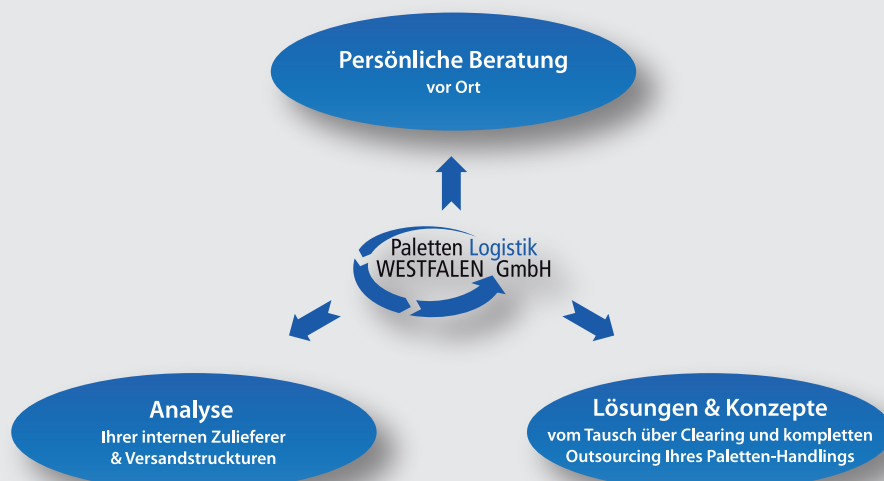 Persönliche Beratung
vor Ort
Paletten Logistik
WESTFALEN GmbH
Analyse
Ihrer internen Zulieferer
& Versandstruckturen
Lösungen & Konzepte
vom Tausch über Clearing und kompletten
Outsourcing Ihres Paletten-Handlings